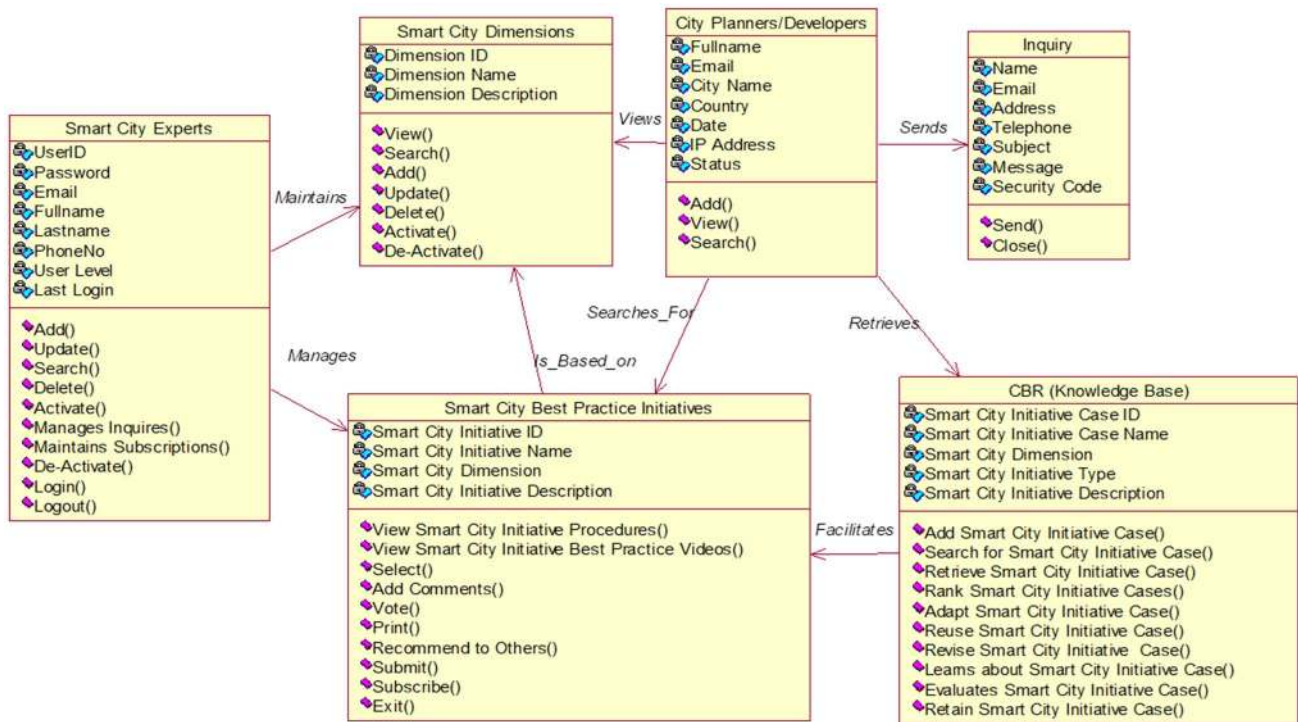 Smart City Dimensions
Dimension ID
Dimension Name
Dimension Description
View()
Search()
Add()
Update()
Delete()
Activate()
De-Activate()
City Planners/Developers
Fullname
Email
City Name
Country
Date
IP Address
Status
Add()
View()
Search()
Inquiry
Name
Email
Address
Telephone
Subject
Message
Security Code
Send()
Close()
Views
Sends
Smart City Experts
UserID
Password
Email
Fullname
Lastname
PhoneNo
User Level
Last Login
Add()
Update()
Search()
Delete()
Activate()
Manages Inquires()
Maintains Subscriptions()
De-Activate()
Login()
Logout()
Maintains
Manages
Searches_For
Is_Based_on
Retrieves
Smart City Best Practice Initiatives
Smart City Initiative ID
Smart City Initiative Name
Smart City Dimension
Smart City Initiative Description
View Smart City Initiative Procedures()
View Smart City Initiative Best Practice Videos()
Select()
Add Comments()
Vote()
Print()
Recommend to Others()
Submit()
Subscribe()
Exit()
Facilitates
CBR (Knowledge Base)
Smart City Initiative Case ID
Smart City Initiative Case Name
Smart City Dimension
Smart City Initiative Type
Smart City Initiative Description
Add Smart City Initiative Case()
Search for Smart City Initiative Case()
Retrieve Smart City Initiative Case()
Rank Smart City Initiative Cases()
Adapt Smart City Initiative Case()
Reuse Smart City Initiative Case()
Revise Smart City Initiative Case()
Learns about Smart City Initiative Case()
Evaluates Smart City Initiative Case()
Retain Smart City Initiative Case()